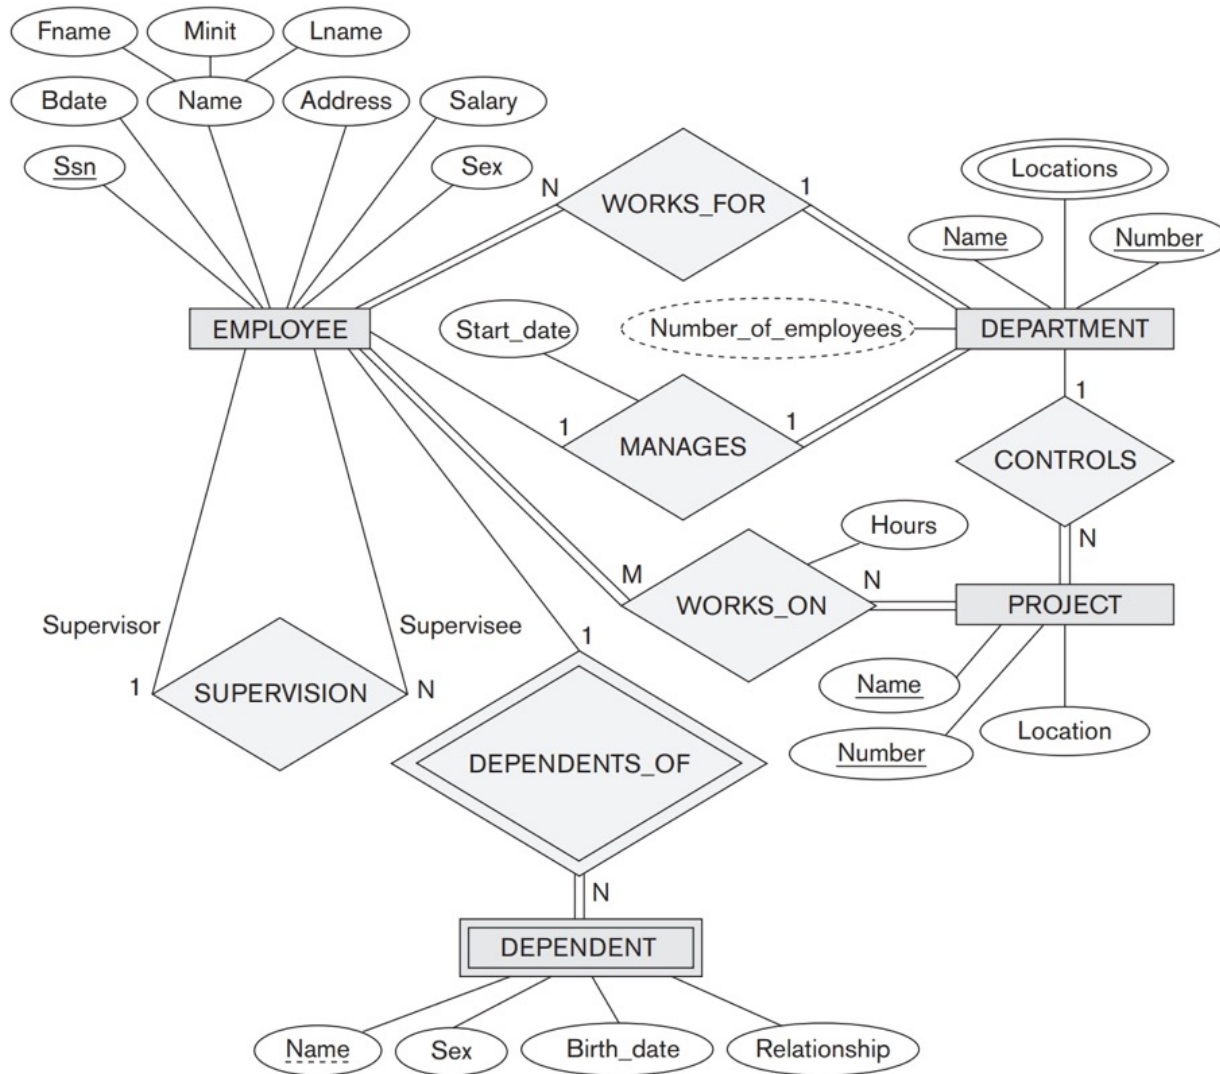 Fname
Minit
Lname
Bdate
Name
Address
Salary
Ssn
Sex
N
WORKS_FOR
1
Locations
Name
Number
EMPLOYEE
Start_date
Number_of_employees
DEPARTMENT
1
MANAGES
1
1
CONTROLS
N
Hours
M
WORKS_ON
N
PROJECT
Supervisor
Supervisee
1
SUPERVISION
N
1
Name
Number
Location
DEPENDENTS_OF
N
DEPENDENT
Name
Sex
Birth_date
Relationship